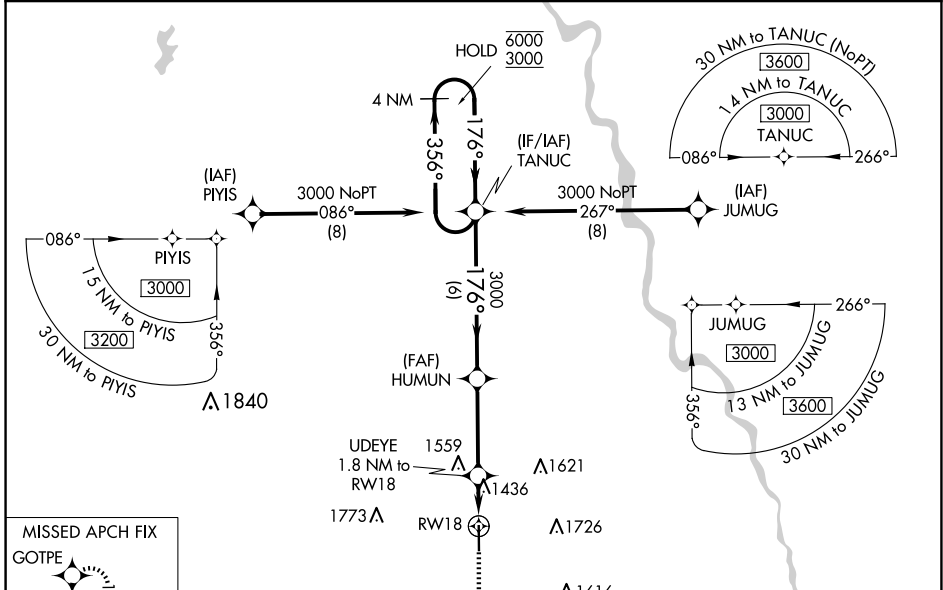 HOLD 6000
3000
4 NM
356°
176°
(IF/IAF)
TANUC
30 NM to TANUC (NoPT)
3600
14 NM to TANUC
3000
TANUC
086°
266°
(IAF)
PIYIS
3000 NoPT
086°
(8)
3000 NoPT
267°
(8)
(IAF)
JUMUG
086°
PIYIS
3000
15 NM to PIYIS
3200
30 NM to PIYIS
356°
1840
3000
176°
(6)
(FAF)
HUMUN
266°
JUMUG
3000
13 NM to JUMUG
3600
30 NM to JUMUG
356°
UDEYE
1.8 NM to
RW18
1559
1621
1436
1773
RW18
1726
MISSED APCH FIX
GOTPE